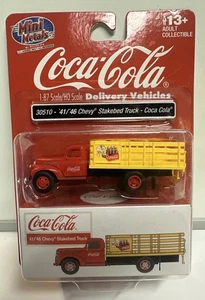 Mini
Metals
13+
ADULT
COLLECTIBLE
Coca-Cola
1:87 Scale/HO Scale Delivery Vehicles
30510 - '41/'46 Chevy Stakebed Truck - Coca Cola
Coca-Cola
41/'46 Chevy Stakebed Truck